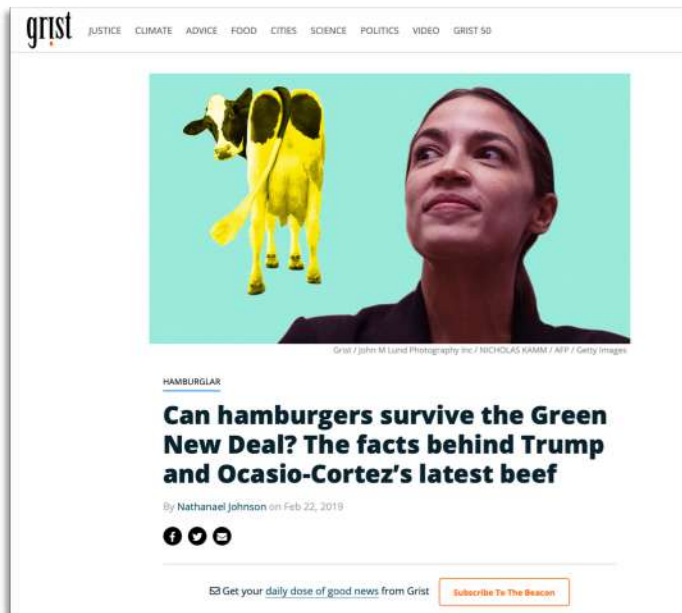 grist JUSTICE CLIMATE ADVICE FOOD CITIES SCIENCE POLITICS VIDEO GRIST 50
Grist / John M Lund Photography Inc / NICHOLAS KAMM / AFP / Getty Images
HAMBURGLAR
Can hamburgers survive the Green
New Deal? The facts behind Trump
and Ocasio-Cortez’s latest beef
By Nathanael Johnson on Feb 22, 2019
Get your daily dose of good news from Grist Subscribe To The Beacon